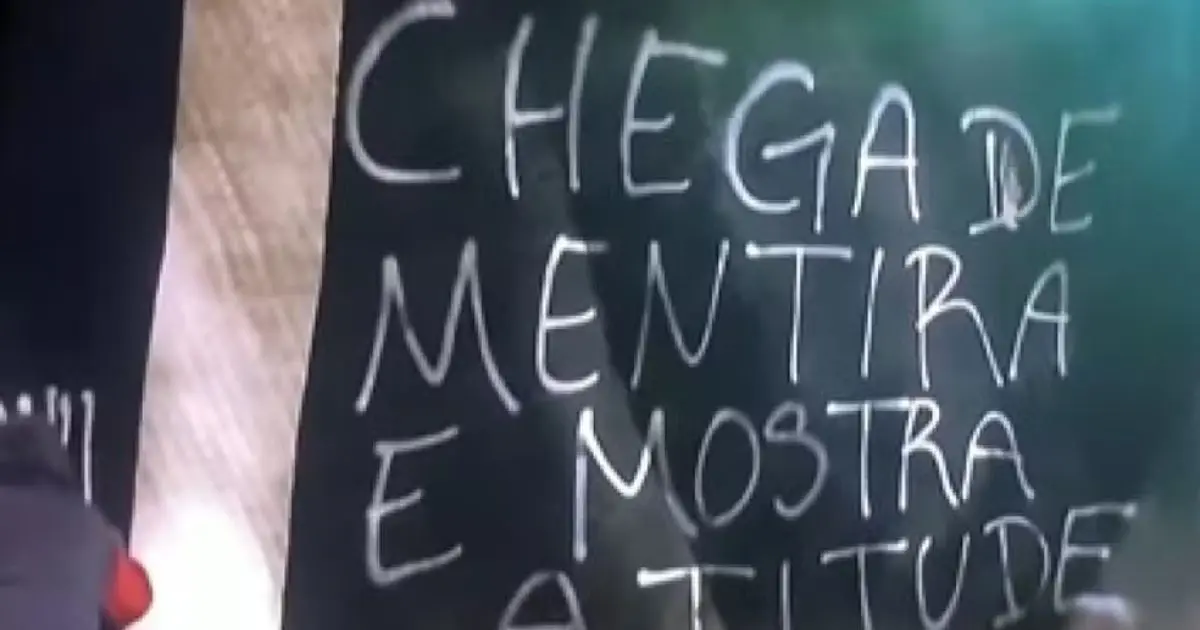 CHEGA DE
MENTIRA
E MOSTRA
ATITUDE